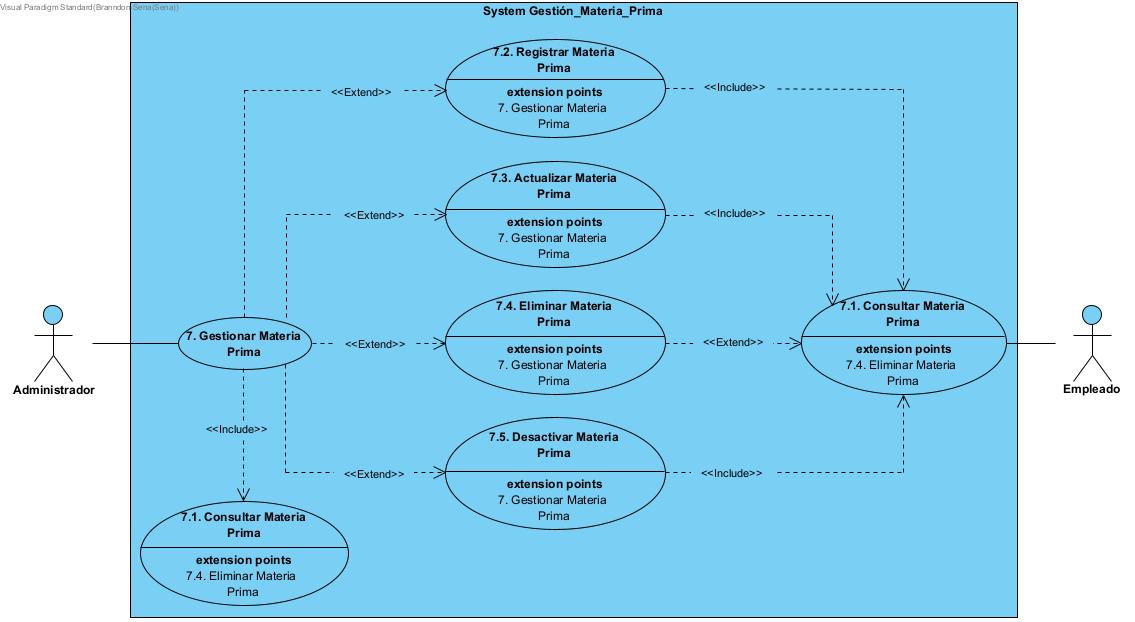 Visual Paradigm Standard(Branndon Sena(Sena))
System Gestión_Materia_Prima
7.2. Registrar Materia
Prima
extension points
7. Gestionar Materia
Prima
<<Extend>>
<<Include>>
7.3. Actualizar Materia
Prima
extension points
7. Gestionar Materia
Prima
<<Extend>>
<<Include>>
7. Gestionar Materia
Prima
<<Extend>>
7.4. Eliminar Materia
Prima
extension points
7. Gestionar Materia
Prima
<<Extend>>
7.1. Consultar Materia
Prima
extension points
7.4. Eliminar Materia
Prima
Administrador
Empleado
<<Include>>
<<Extend>>
7.5. Desactivar Materia
Prima
extension points
7. Gestionar Materia
Prima
<<Include>>
7.1. Consultar Materia
Prima
extension points
7.4. Eliminar Materia
Prima